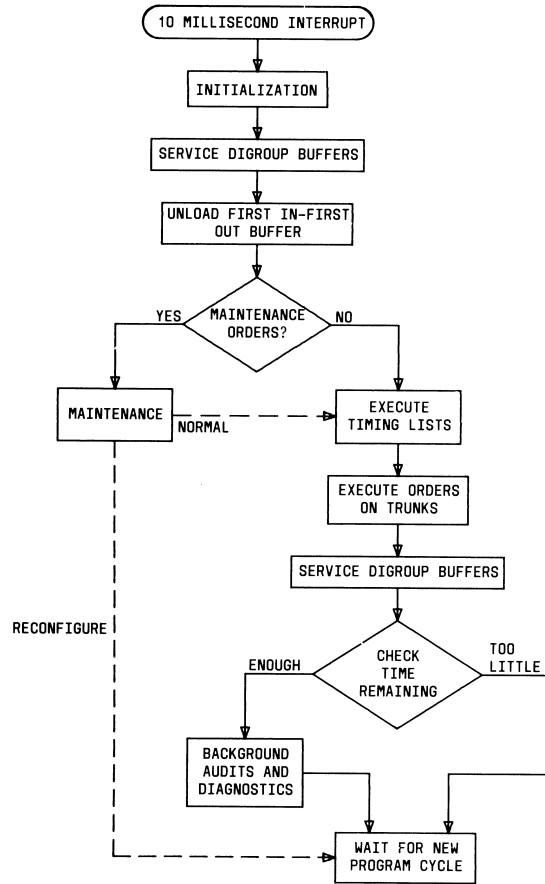 10 MILLISECOND INTERRUPT
INITIALIZATION
SERVICE DIGROUP BUFFERS
UNLOAD FIRST IN-FIRST
OUT BUFFER
YES
MAINTENANCE
ORDERS?
NO
MAINTENANCE
NORMAL
EXECUTE
TIMING LISTS
EXECUTE ORDERS
ON TRUNKS
SERVICE DIGROUP BUFFERS
RECONFIGURE
ENOUGH
CHECK
TIME
REMAINING
TOO
LITTLE
BACKGROUND
AUDITS AND
DIAGNOSTICS
WAIT FOR NEW
PROGRAM CYCLE